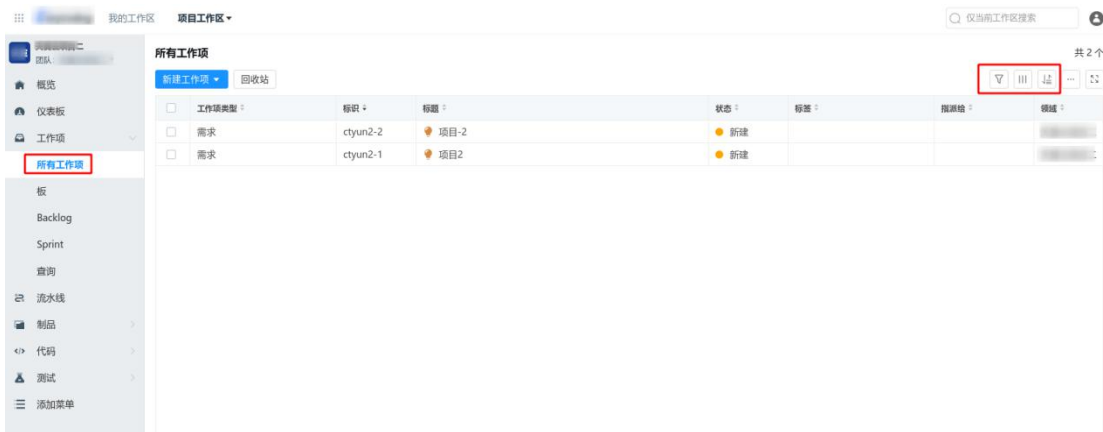 我的工作区 项目工作区 仅当前工作区搜索
团队:
概览
仪表板
工作项
所有工作项
板
Backlog
Sprint
查询
流水线
制品
代码
测试
添加菜单
所有工作项 共 2 个
新建工作项 回收站
工作项类型 标识 标题 状态 标签 指派给 领域
需求 ctyun2-2 项目-2 新建
需求 ctyun2-1 项目2 新建